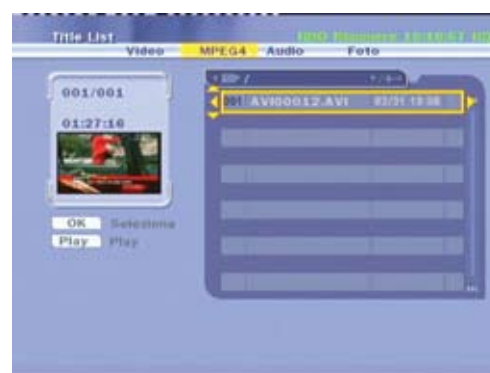 Title List
Video MPEG4 Audio Foto
001/001
01:27:16
001 AVI00012.AVI
OK Seleziona
Play Play